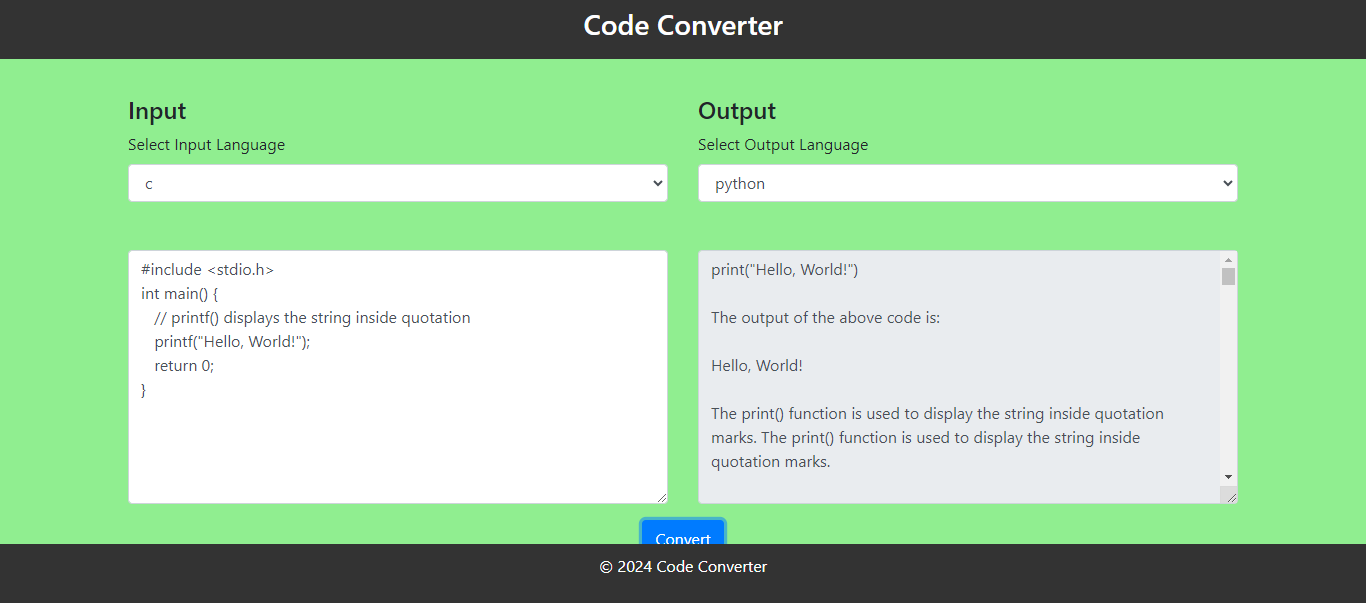 Code Converter
Input
Select Input Language
c
#include <stdio.h>
int main() {
// printf() displays the string inside quotation
printf("Hello, World!");
return 0;
}
Output
Select Output Language
python
print("Hello, World!")
The output of the above code is:
Hello, World!
The print() function is used to display the string inside quotation
marks. The print() function is used to display the string inside
quotation marks.
Convert
© 2024 Code Converter